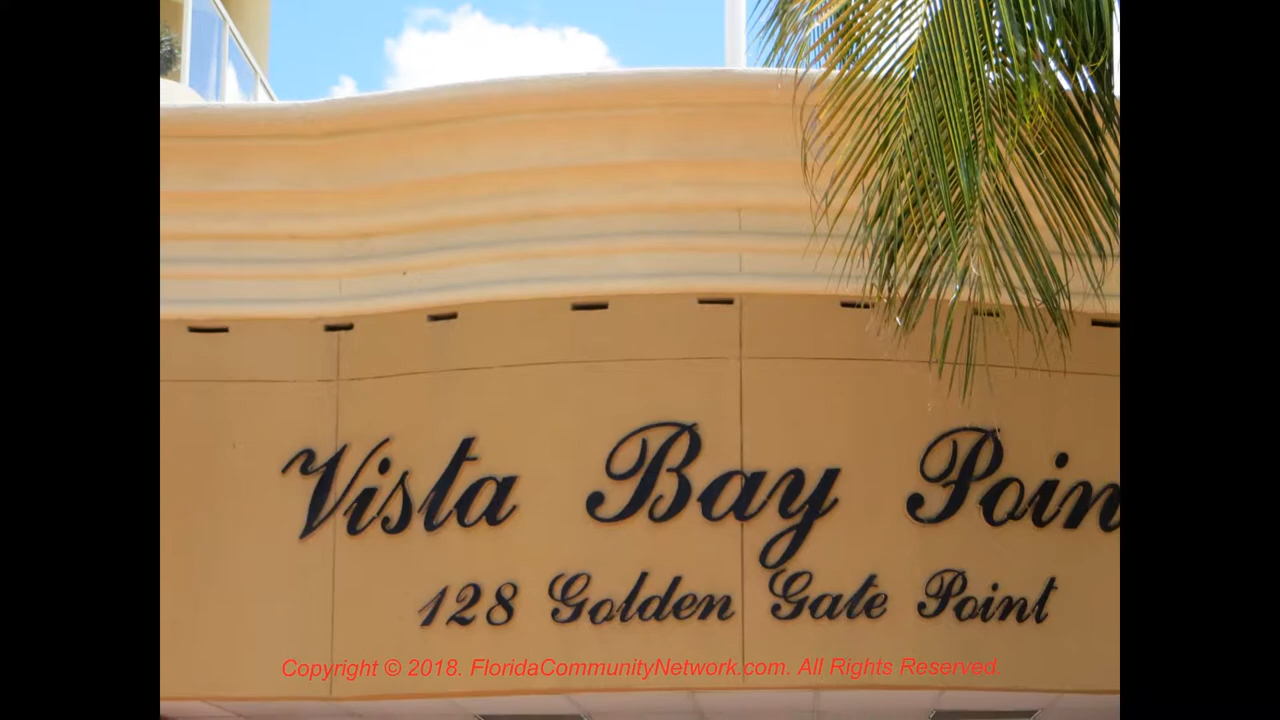 Vista Bay Poin
128 Golden Gate Point
Copyright © 2018. FloridaCommunityNetwork.com. All Rights Reserved.